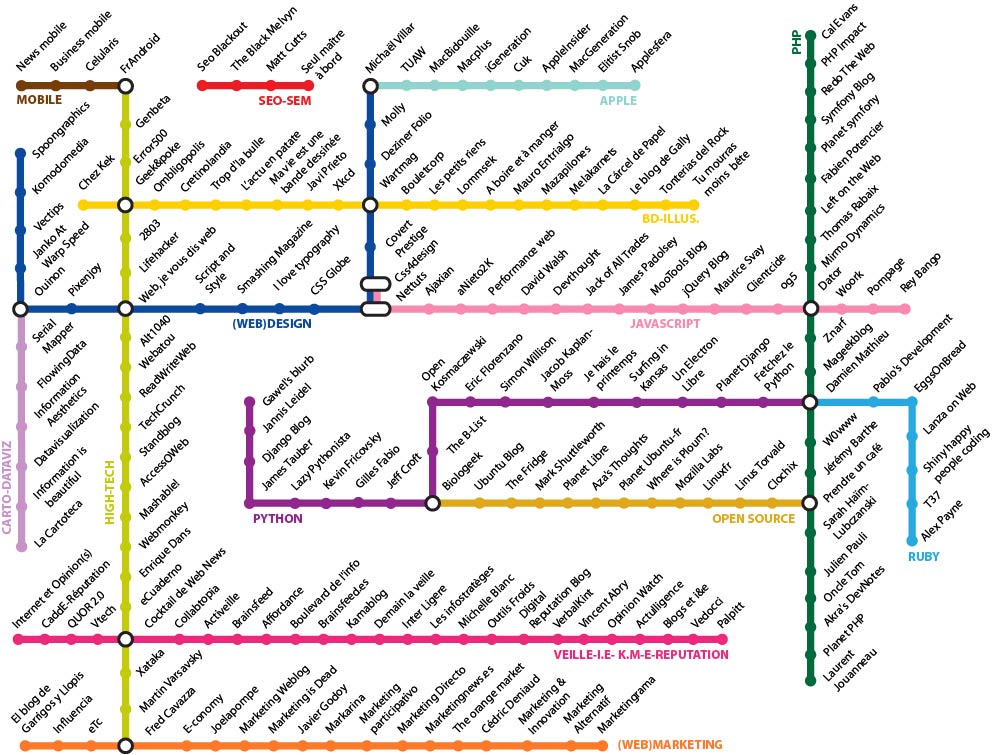 News mobile
Business mobile
Celularis
FrAndroid
MOBILE
Seo Blackout
The Black Melvyn
Matt Cutts
Seul maître
à bord
SEO-SEM
Michaël Villar
TUAW
MacBidouille
Macplus
iGeneration
Cuk
AppleInsider
MacGeneration
Elitist Snob
Applesfera
APPLE
PHP
Cal Evans
PHP Impact
Redo The Web
Symfony Blog
Planet symfony
Fabien Potencier
Left on the Web
Thomas Rabaix
Mirmo Dynamics
Dator
Spoongraphics
Komodomedia
Vectips
Janko At
Warp Speed
Ouinon
Pixenjoy
Genbeta
Error500
Chez Kek
Geek&poke
Ombligopolis
Cretinolandia
Trop d'la bulle
L'actu en patate
Ma vie est une
bande dessinée
Javi Prieto
Xkcd
Molly
Deziner Folio
Wartmag
Bouletcorp
Les petits riens
Lommsek
A boire et à manger
Mauro Entrialgo
Mazapilones
Melakarnets
La Cárcel de Papel
Le blog de Gally
Tonterias del Rock
Tu mourras
moins bête
BD-ILLUS.
2803
Lifehacker
Web, je vous dis web
Script and
Style
Smashing Magazine
I love typography
CSS Globe
(WEB)DESIGN
Covert
Prestige
Css4design
Nettuts
Ajaxian
aNieto2K
Performance web
David Walsh
Devthought
Jack of All Trades
James Padolsey
MooTools Blog
jQuery Blog
Maurice Svay
Clientcide
og5
Woork
Pompage
Rey Bango
JAVASCRIPT
Serial
Mapper
FlowingData
Information
Aesthetics
Datavisualization
Information is
beautiful
La Cartoteca
CARTO-DATAVIZ
Alt1040
Webatou
ReadWriteWeb
TechCrunch
Standblog
AccessOWeb
Mashable!
Webmonkey
Enrique Dans
eCuaderno
Cocktail de Web News
HIGH-TECH
Gawel's blurb
Jannis Leidel
Django Blog
James Tauber
Lazy Pythonista
Kevin Fricovsky
Gilles Fabio
Jeff Croft
PYTHON
The B-List
Open
Kosmaczewski
Eric Florenzano
Simon Willison
Jacob Kaplan-
Moss
Je hais le
printemps
Surfing in
Kansas
Un Electron
Libre
Planet Django
Fetchez le
Python
Znarf
Mageekblog
Damien Mathieu
Pablo's Development
EggsOnBread
Lanza on Web
Shinyhappy
people coding
T37
Alex Payne
RUBY
Biologeek
Ubuntu Blog
The Fridge
Mark Shuttleworth
Planet Libre
Aza's Thoughts
Planet Ubuntu-fr
Where is Ploum?
Mozilla Labs
Linuxfr
Linus Torvald
Clochix
OPEN SOURCE
W0www
Jérémy Barthe
Prendre un café
Sarah Haim-
Lubczanski
Julien Pauli
Onde Tom
Akra's DevNotes
Planet PHP
Laurent
Jouanneau
Internet et Opinion(s)
CaddE-Réputation
QUOR 2.0
Vtech
Collabtopia
Activeille
Brainsfeed
Affordance
Boulevard de l'info
Brainsfeed.es
Kamablog
Demain la veille
Inter Ligere
Les infostratèges
Michelle Blanc
Outils Froids
Digital
Reputation Blog
VerbalKint
Vincent Abry
Opinion Watch
Actulligence
Blogs et i&e
Vedocci
Palpitt
VEILLE-I.E- K.M-E-REPUTATION
Xataka
Martin Varsavsky
Fred Cavazza
El blog de
Garrigos y Llopis
Influencia
eTc
E-conomy
Joelapompe
Marketing Weblog
Marketing is Dead
Javier Godoy
Markarina
Marketing
participativo
Marketing Directo
Marketingnews.es
The orange market
Cédric Deniaud
Marketing &
Innovation
Marketing
Alternatif
Marketingrama
(WEB)MARKETING